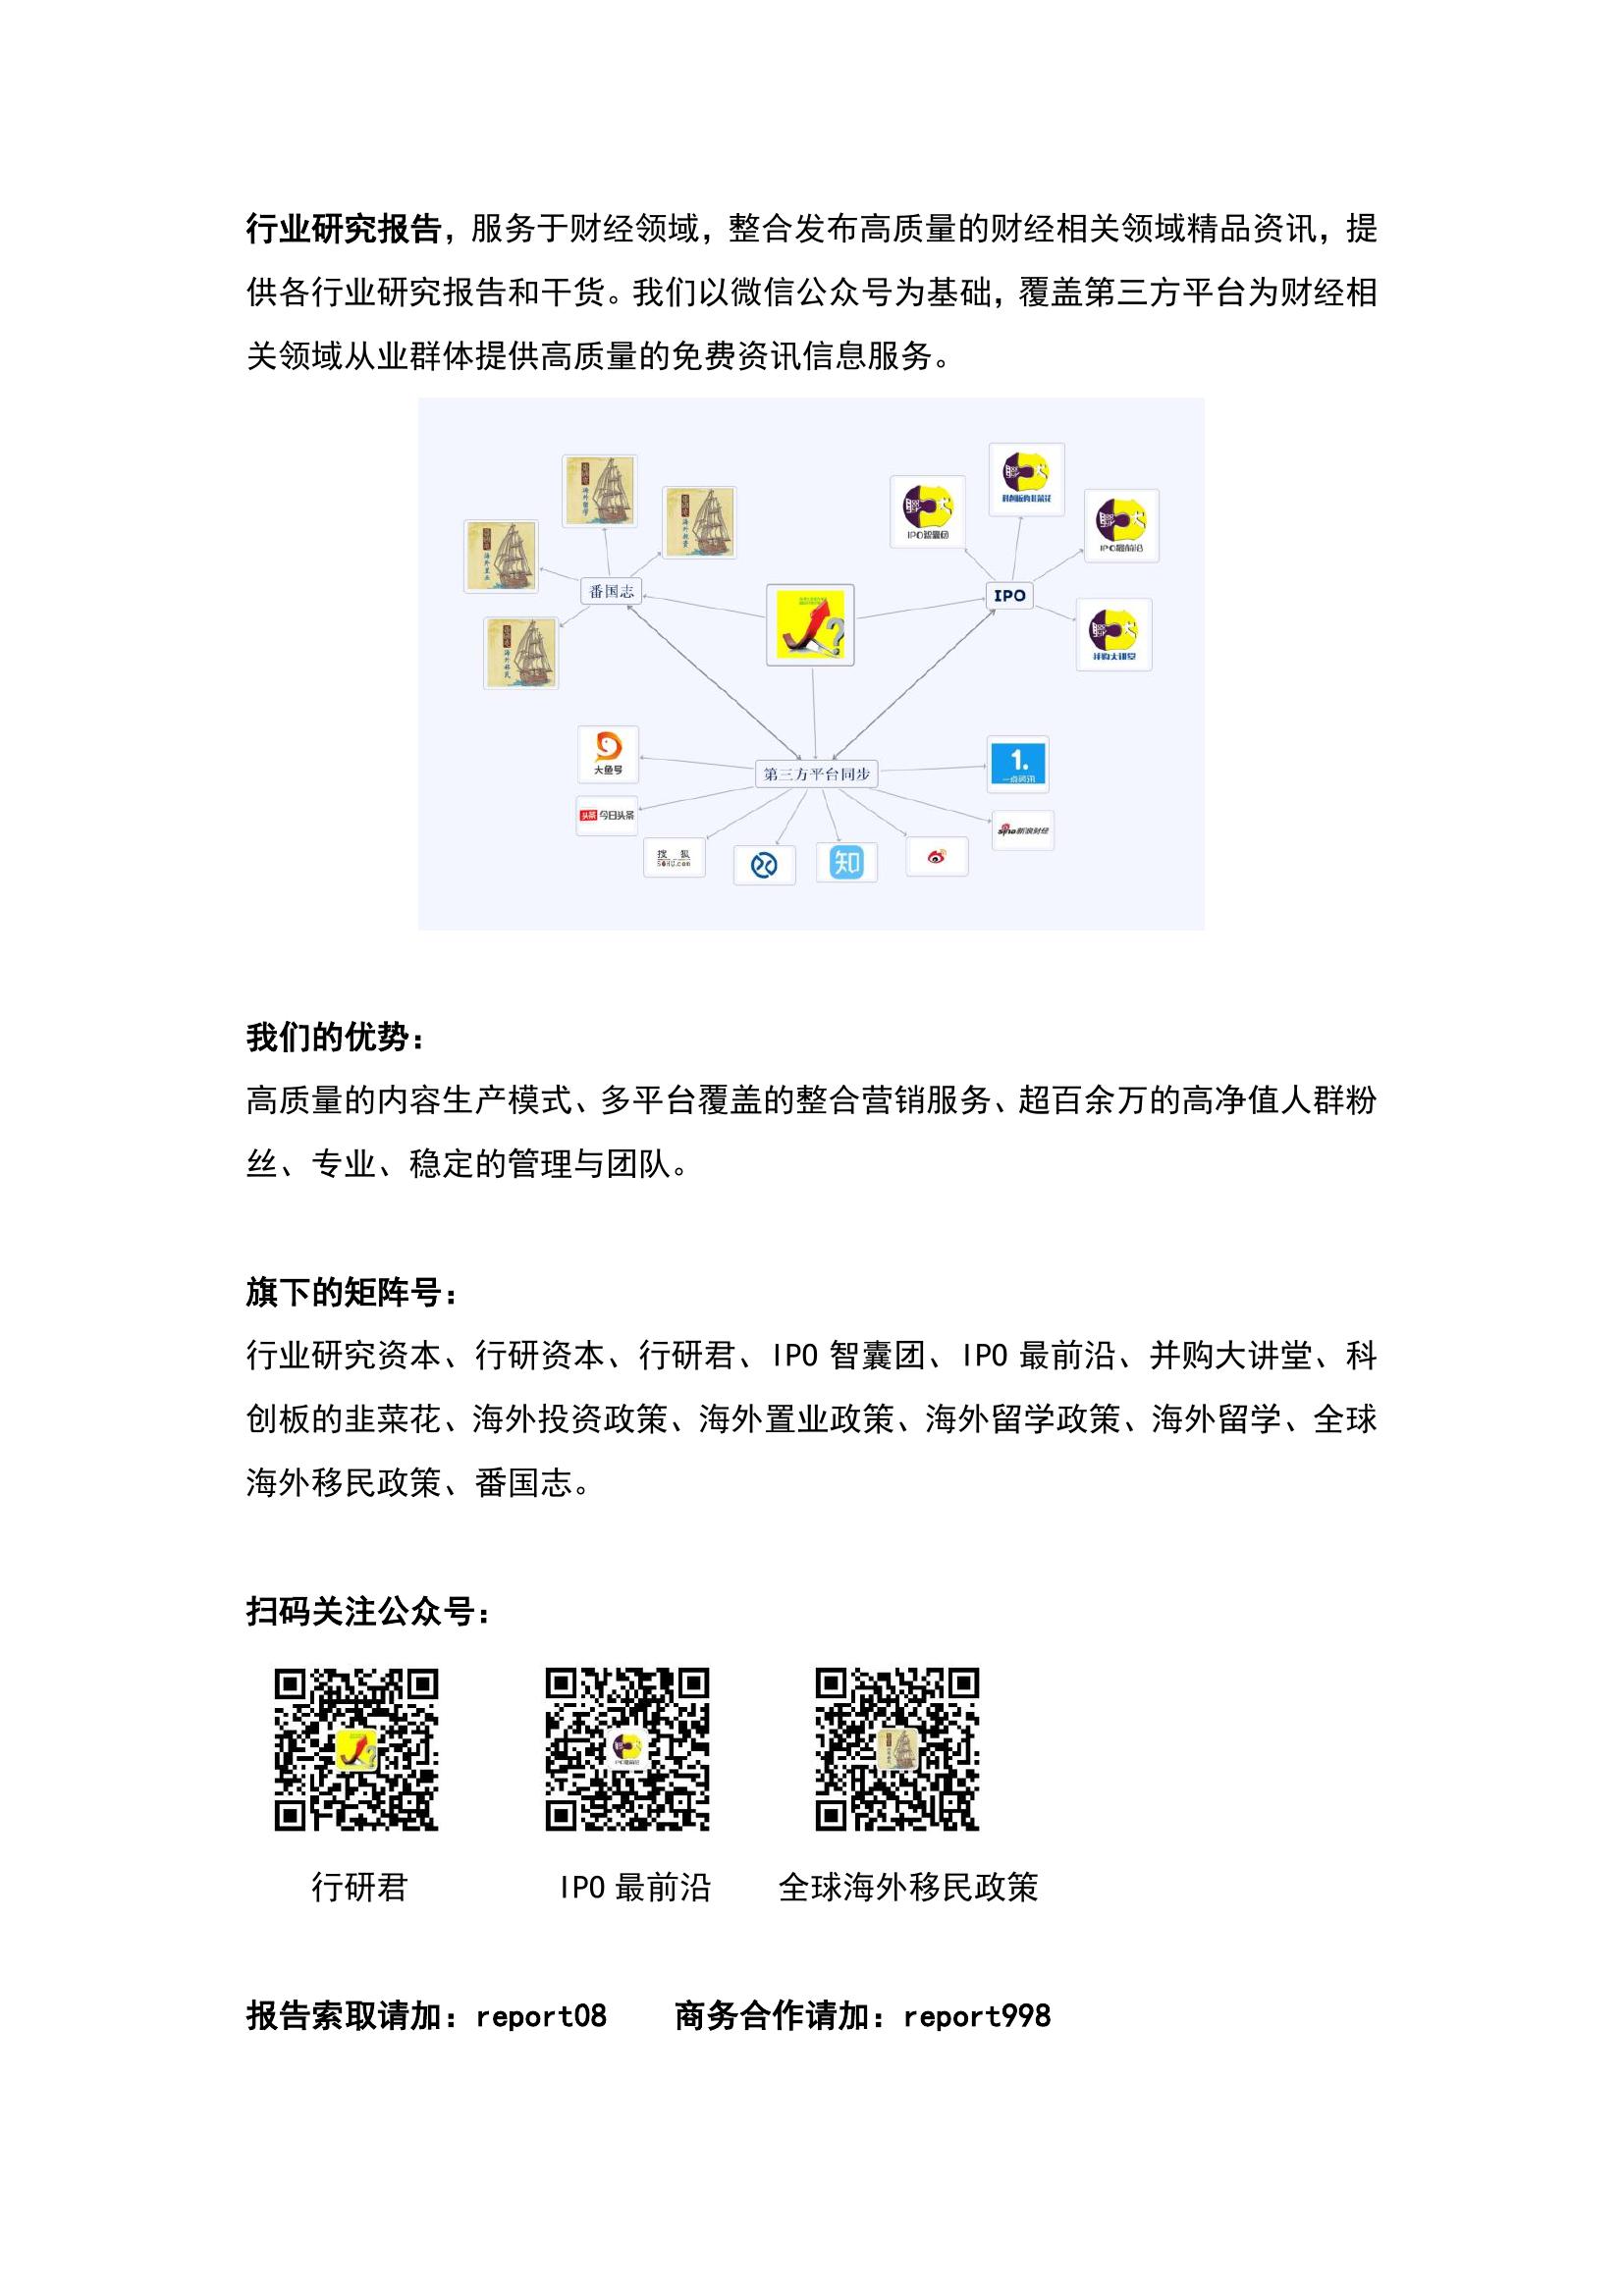 行业研究报告，服务于财经领域，整合发布高质量的财经相关领域精品资讯，提
供各行业研究报告和干货。我们以微信公众号为基础，覆盖第三方平台为财经相
关领域从业群体提供高质量的免费资讯信息服务。
科创板的韭菜花
IPO智囊团
IPO最前沿
番国志
IPO
并购大讲堂
大鱼号
第三方平台同步
1.
一点资讯
头条 今日头条
sina新浪财经
搜 狐
SOHU.com
知
?
我们的优势：
高质量的内容生产模式、多平台覆盖的整合营销服务、超百余万的高净值人群粉
丝、专业、稳定的管理与团队。
旗下的矩阵号：
行业研究资本、行研资本、行研君、IPO 智囊团、IPO 最前沿、并购大讲堂、科
创板的韭菜花、海外投资政策、海外置业政策、海外留学政策、海外留学、全球
海外移民政策、番国志。
扫码关注公众号：
行研君 IPO 最前沿 全球海外移民政策
报告索取请加：report08 商务合作请加：report998